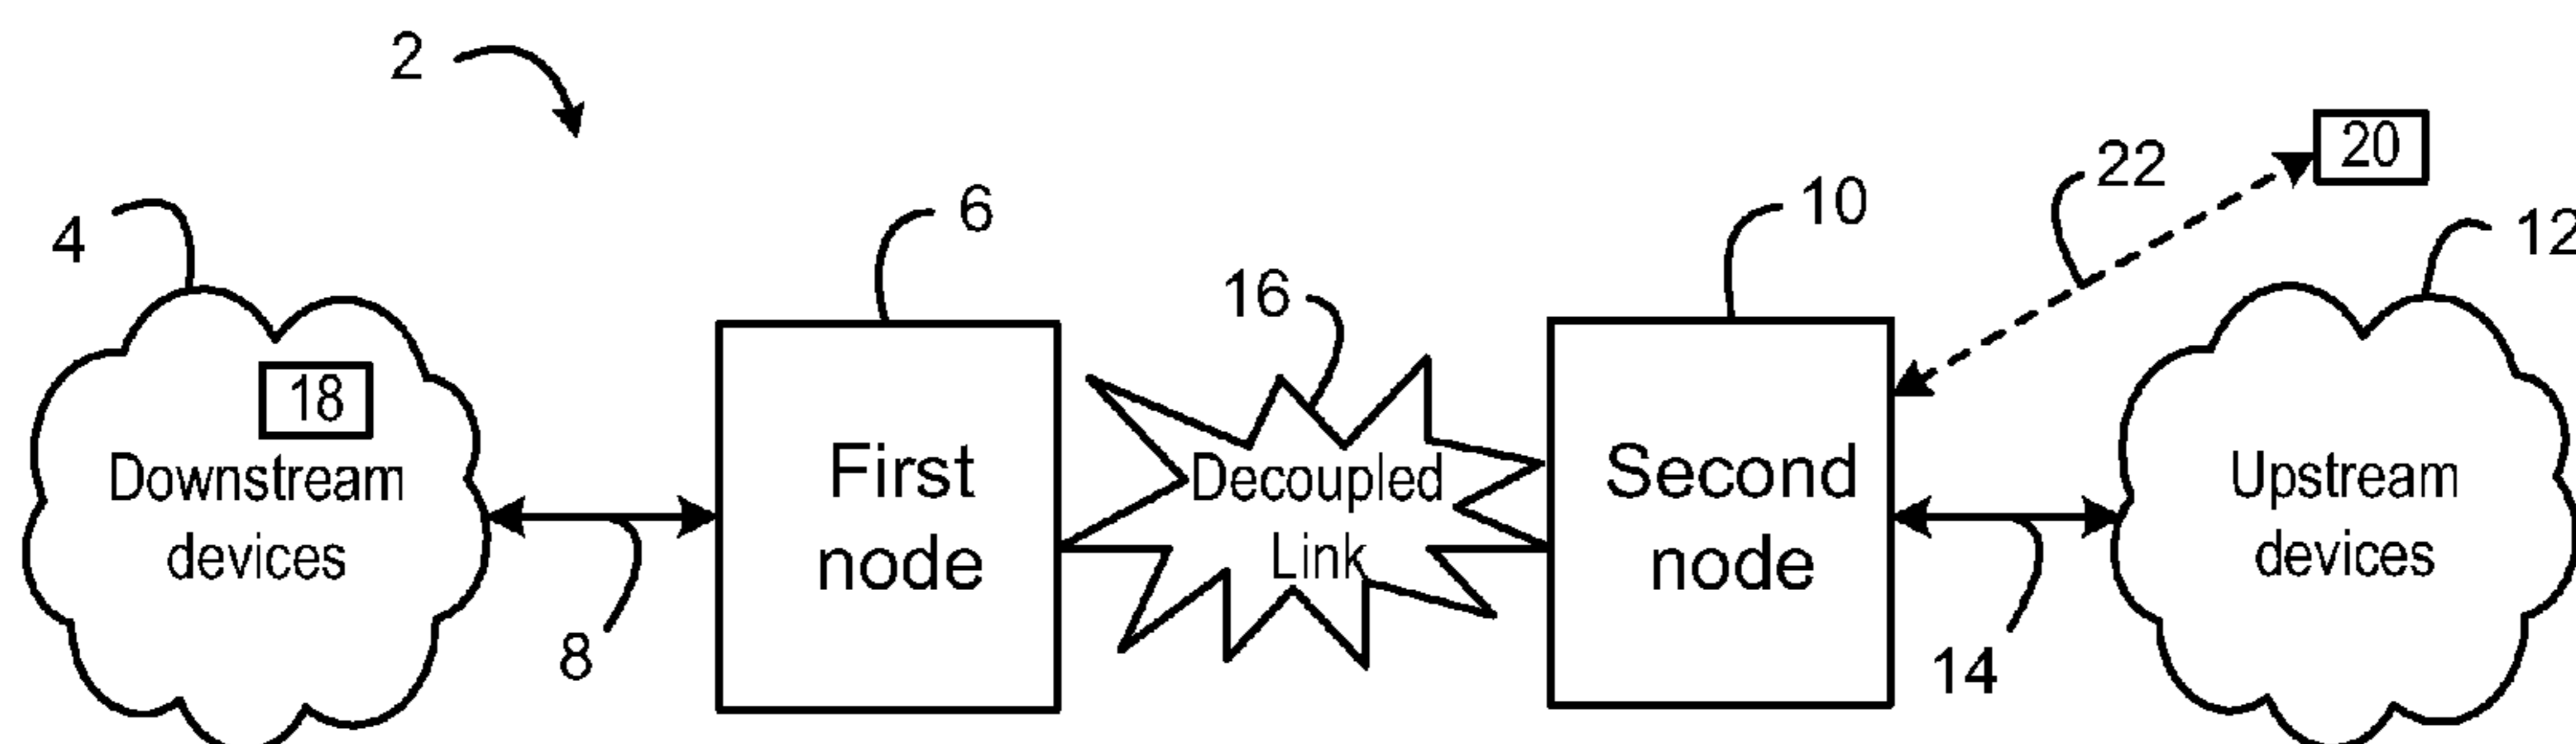 2
20
22
4
6
10
12
16
18
Downstream
devices
First
node
Decoupled
Link
Second
node
Upstream
devices
8
14